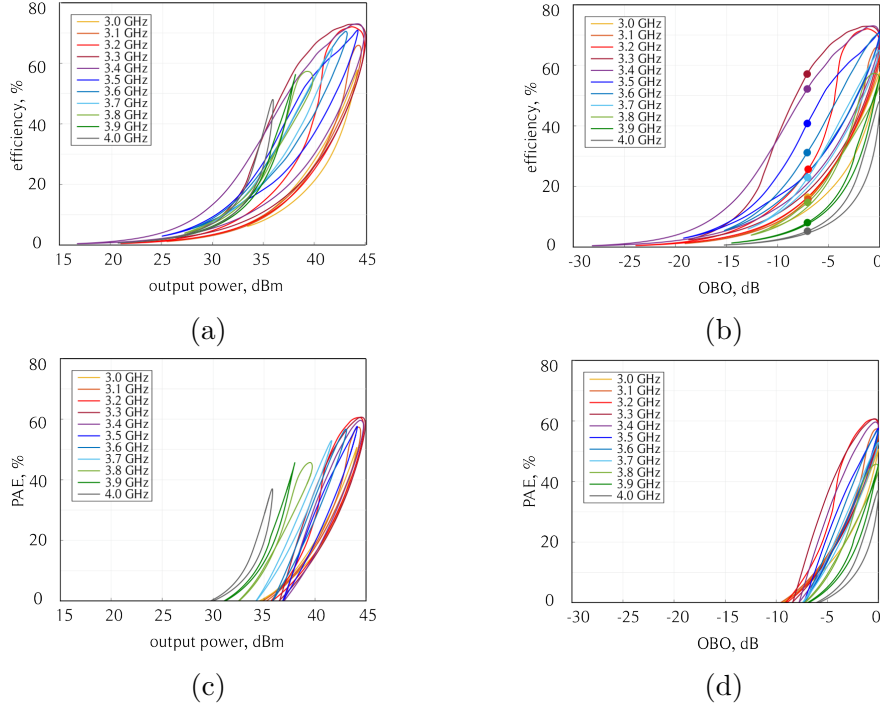 80
60
40
20
0
efficiency, %
3.0 GHz
3.1 GHz
3.2 GHz
3.3 GHz
3.4 GHz
3.5 GHz
3.6 GHz
3.7 GHz
3.8 GHz
3.9 GHz
4.0 GHz
15 20 25 30 35 40 45
output power, dBm
(a)
80
60
40
20
0
efficiency, %
3.0 GHz
3.1 GHz
3.2 GHz
3.3 GHz
3.4 GHz
3.5 GHz
3.6 GHz
3.7 GHz
3.8 GHz
3.9 GHz
4.0 GHz
-30 -25 -20 -15 -10 -5 0
OBO, dB
(b)
80
60
40
20
0
PAE, %
3.0 GHz
3.1 GHz
3.2 GHz
3.3 GHz
3.4 GHz
3.5 GHz
3.6 GHz
3.7 GHz
3.8 GHz
3.9 GHz
4.0 GHz
15 20 25 30 35 40 45
output power, dBm
(c)
80
60
40
20
0
PAE, %
3.0 GHz
3.1 GHz
3.2 GHz
3.3 GHz
3.4 GHz
3.5 GHz
3.6 GHz
3.7 GHz
3.8 GHz
3.9 GHz
4.0 GHz
-30 -25 -20 -15 -10 -5 0
OBO, dB
(d)